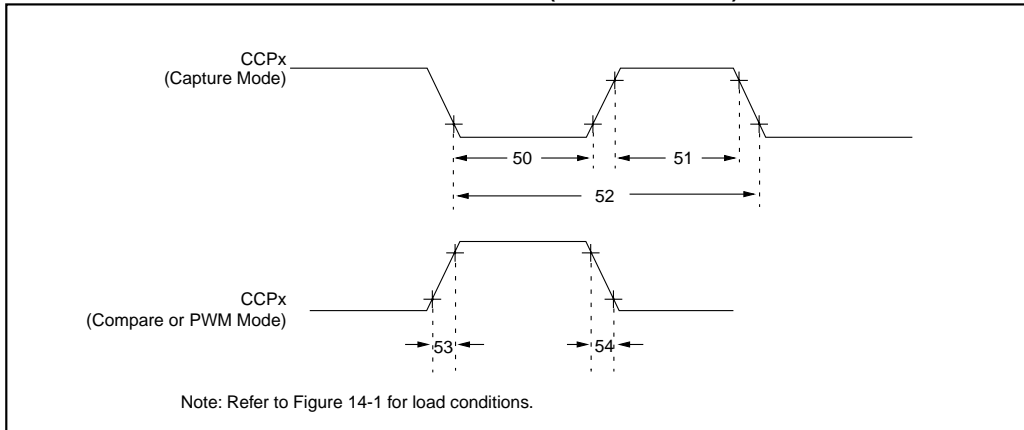 CCPx
(Capture Mode)
50
51
52
CCPx
(Compare or PWM Mode)
53
54
Note: Refer to Figure 14-1 for load conditions.